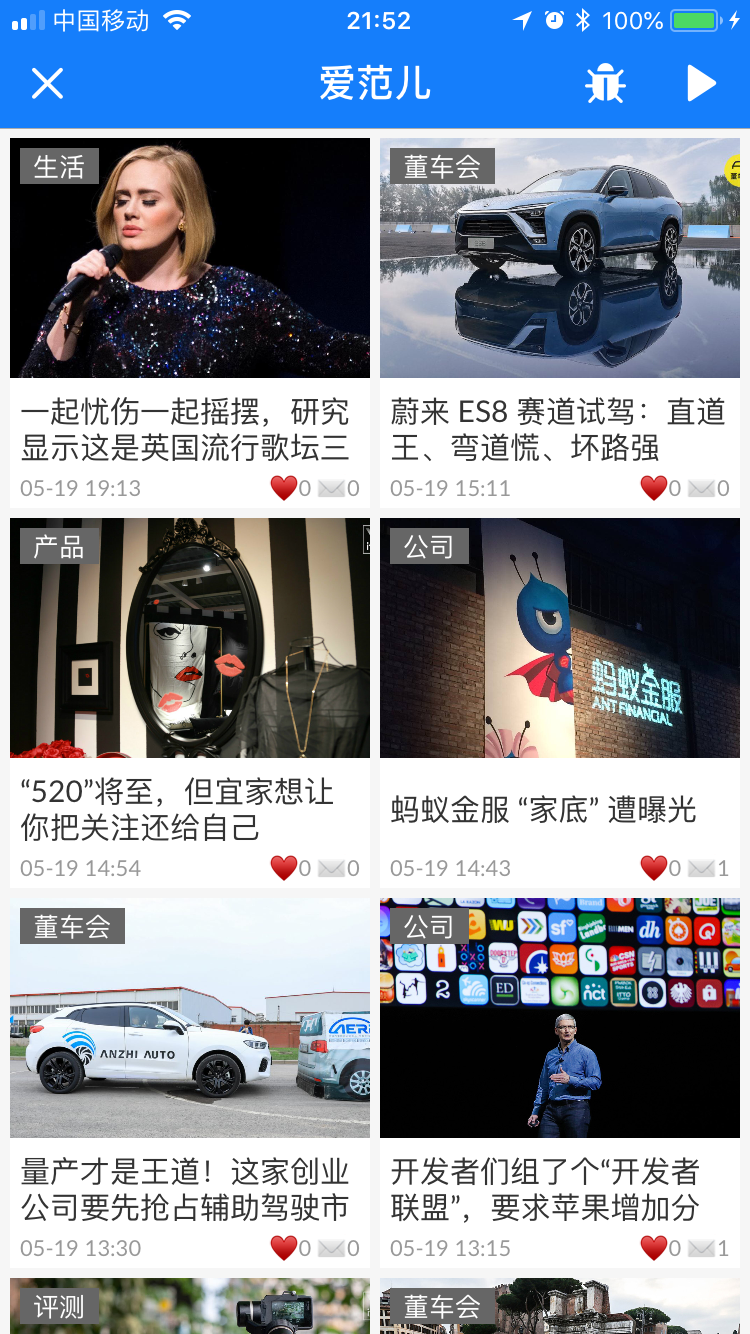 中国移动
21:52
100%
爱范儿
生活
董车会
一起忧伤一起摇摆，研究
显示这是英国流行歌坛三
05-19 19:13
0
0
蔚来 ES8 赛道试驾：直道
王、弯道慌、坏路强
05-19 15:11
0
0
产品
公司
蚂蚁金服
ANT FINANCIAL
“520”将至，但宜家想让
你把关注还给自己
05-19 14:54
0
0
蚂蚁金服 “家底” 遭曝光
05-19 14:43
0
1
董车会
ANZHI AUTO
公司
WU
sf
dh
2
ED
nct
量产才是王道！这家创业
公司要先抢占辅助驾驶市
05-19 13:30
0
0
开发者们组了个“开发者
联盟”，要求苹果增加分
05-19 13:15
0
1
评测
董车会